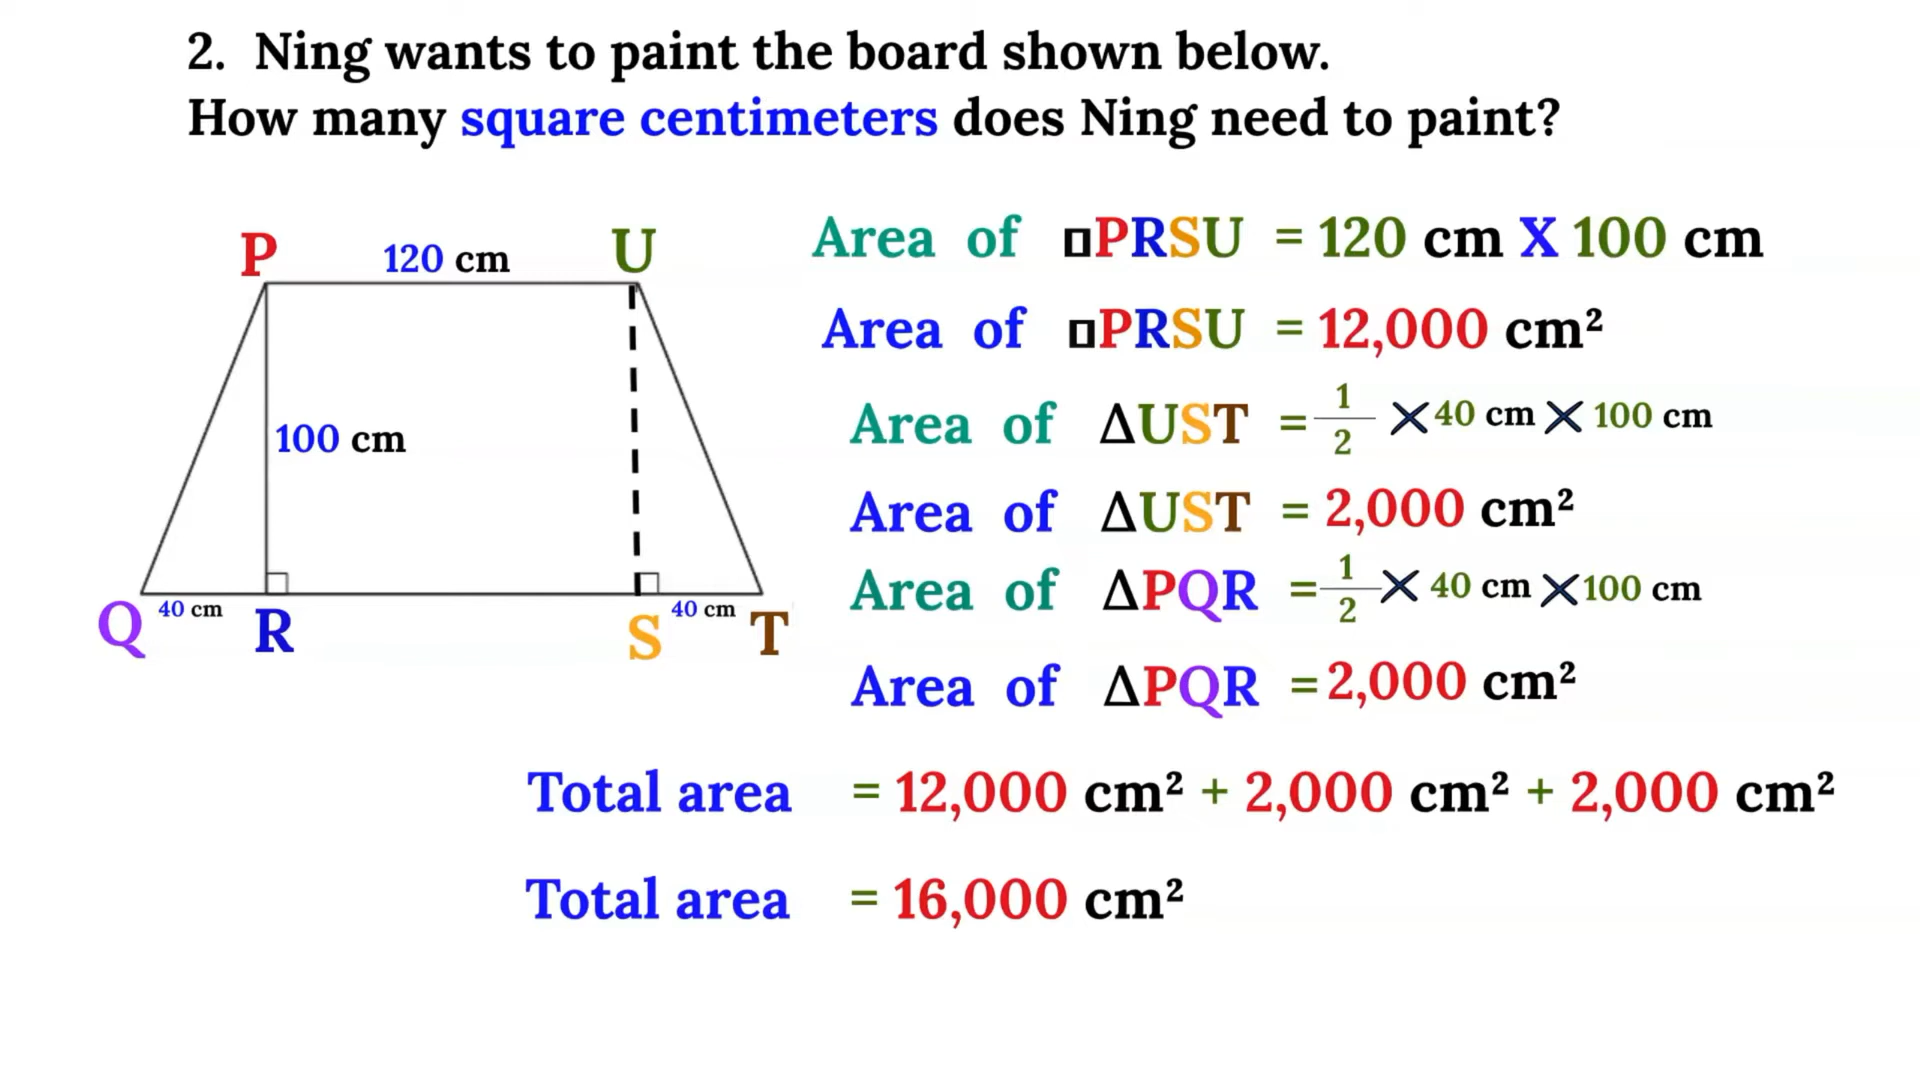 2. Ning wants to paint the board shown below.
How many square centimeters does Ning need to paint?
P 120 cm U
100 cm
Q 40 cm R S 40 cm T
Area of ▯PRSU = 120 cm X 100 cm
Area of ▯PRSU = 12,000 cm²
Area of ΔUST = 1/2 × 40 cm × 100 cm
Area of ΔUST = 2,000 cm²
Area of ΔPQR = 1/2 × 40 cm × 100 cm
Area of ΔPQR = 2,000 cm²
Total area = 12,000 cm² + 2,000 cm² + 2,000 cm²
Total area = 16,000 cm²